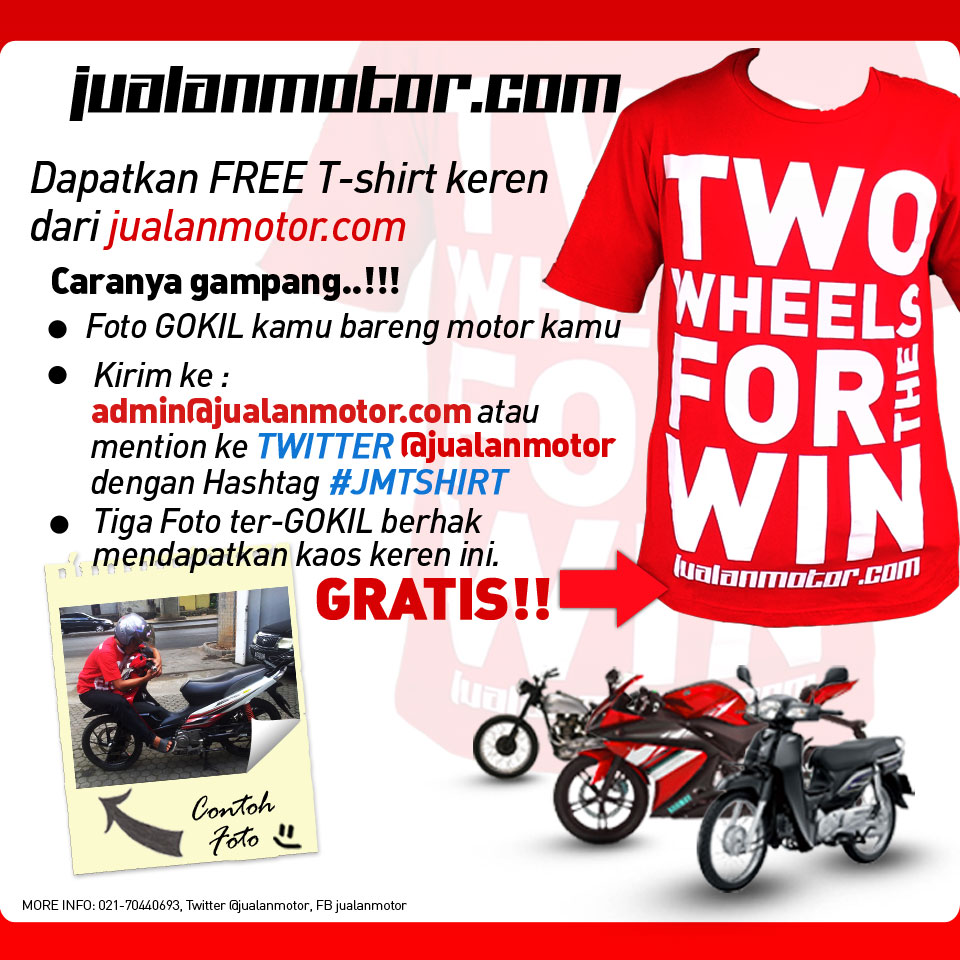 jualanmotor.com
Dapatkan FREE T-shirt keren
dari jualanmotor.com
Caranya gampang..!!!
• Foto GOKIL kamu bareng motor kamu
• Kirim ke :
admin@jualanmotor.com atau
mention ke TWITTER @jualanmotor
dengan Hashtag #JMTSHIRT
• Tiga Foto ter-GOKIL berhak
mendapatkan kaos keren ini.
GRATIS!!
TWO
WHEELS
FOR THE
WIN
jualanmotor.com
Contoh
Foto
MORE INFO: 021-70440693, Twitter @jualanmotor, FB jualanmotor